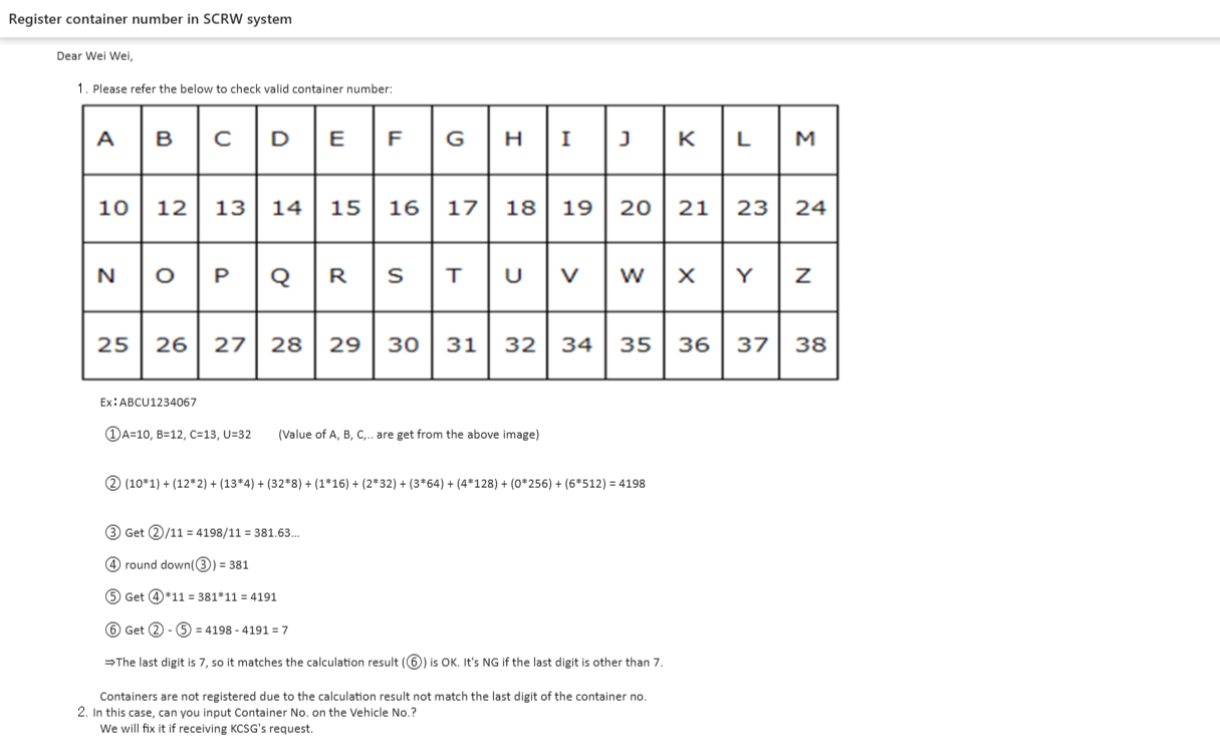 Register container number in SCRW system
Dear Wei Wei,
1. Please refer the below to check valid container number:
A B C D E F G H I J K L M
10 12 13 14 15 16 17 18 19 20 21 23 24
N O P Q R S T U V W X Y Z
25 26 27 28 29 30 31 32 34 35 36 37 38
Ex:ABCU1234067
①A=10, B=12, C=13, U=32 (Value of A, B, C,.. are get from the above image)
② (10*1) + (12*2) + (13*4) + (32*8) + (1*16) + (2*32) + (3*64) + (4*128) + (0*256) + (6*512) = 4198
③ Get ②/11 = 4198/11 = 381.63...
④ round down(③) = 381
⑤ Get ④*11 = 381*11 = 4191
⑥ Get ② - ⑤ = 4198 - 4191 = 7
⇒The last digit is 7, so it matches the calculation result (⑥) is OK. It's NG if the last digit is other than 7.
Containers are not registered due to the calculation result not match the last digit of the container no.
2. In this case, can you input Container No. on the Vehicle No.?
We will fix it if receiving KCSG's request.